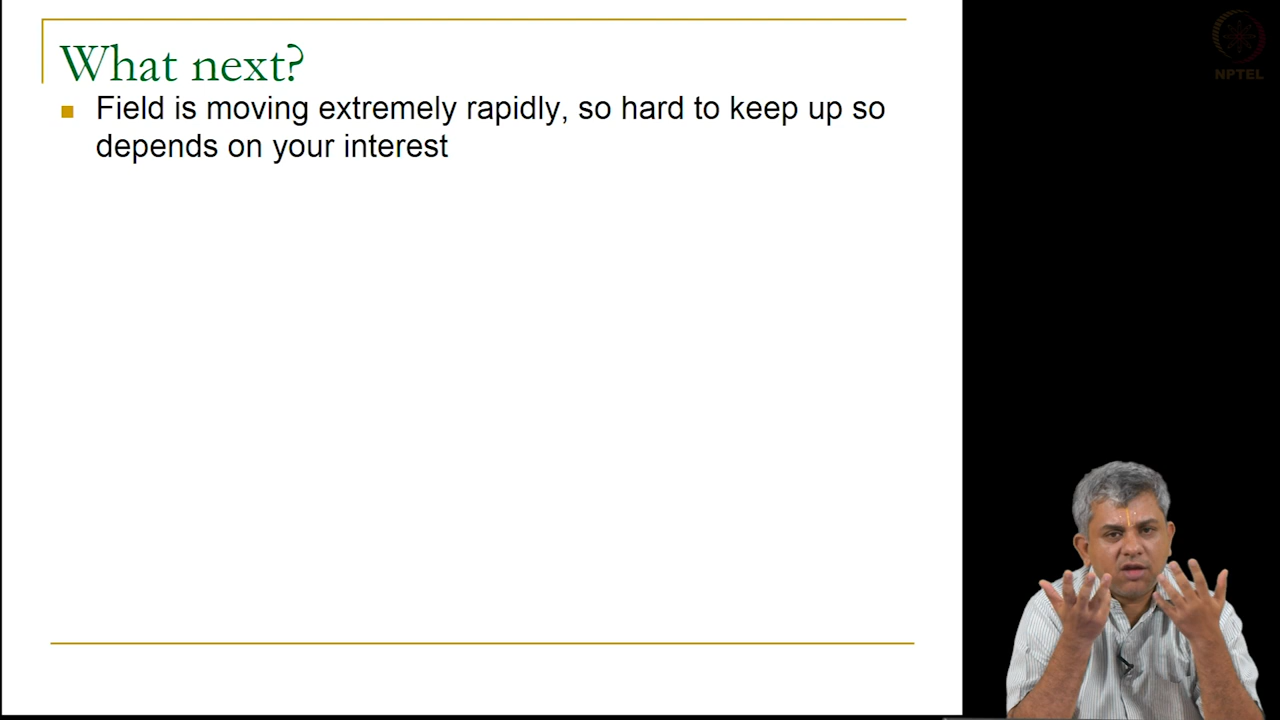 What next?
Field is moving extremely rapidly, so hard to keep up so
depends on your interest
NPTEL